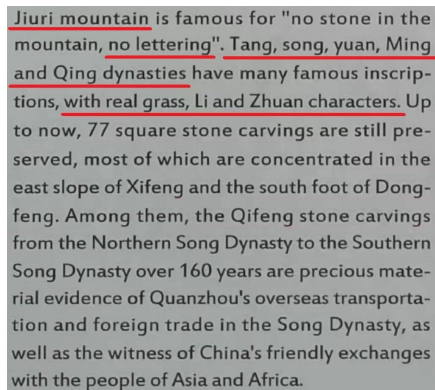 Jiuri mountain is famous for "no stone in the
mountain, no lettering". Tang, song, yuan, Ming
and Qing dynasties have many famous inscrip-
tions, with real grass, Li and Zhuan characters. Up
to now, 77 square stone carvings are still pre-
served, most of which are concentrated in the
east slope of Xifeng and the south foot of Dong-
feng. Among them, the Qifeng stone carvings
from the Northern Song Dynasty to the Southern
Song Dynasty over 160 years are precious mate-
rial evidence of Quanzhou's overseas transporta-
tion and foreign trade in the Song Dynasty, as
well as the witness of China's friendly exchanges
with the people of Asia and Africa.